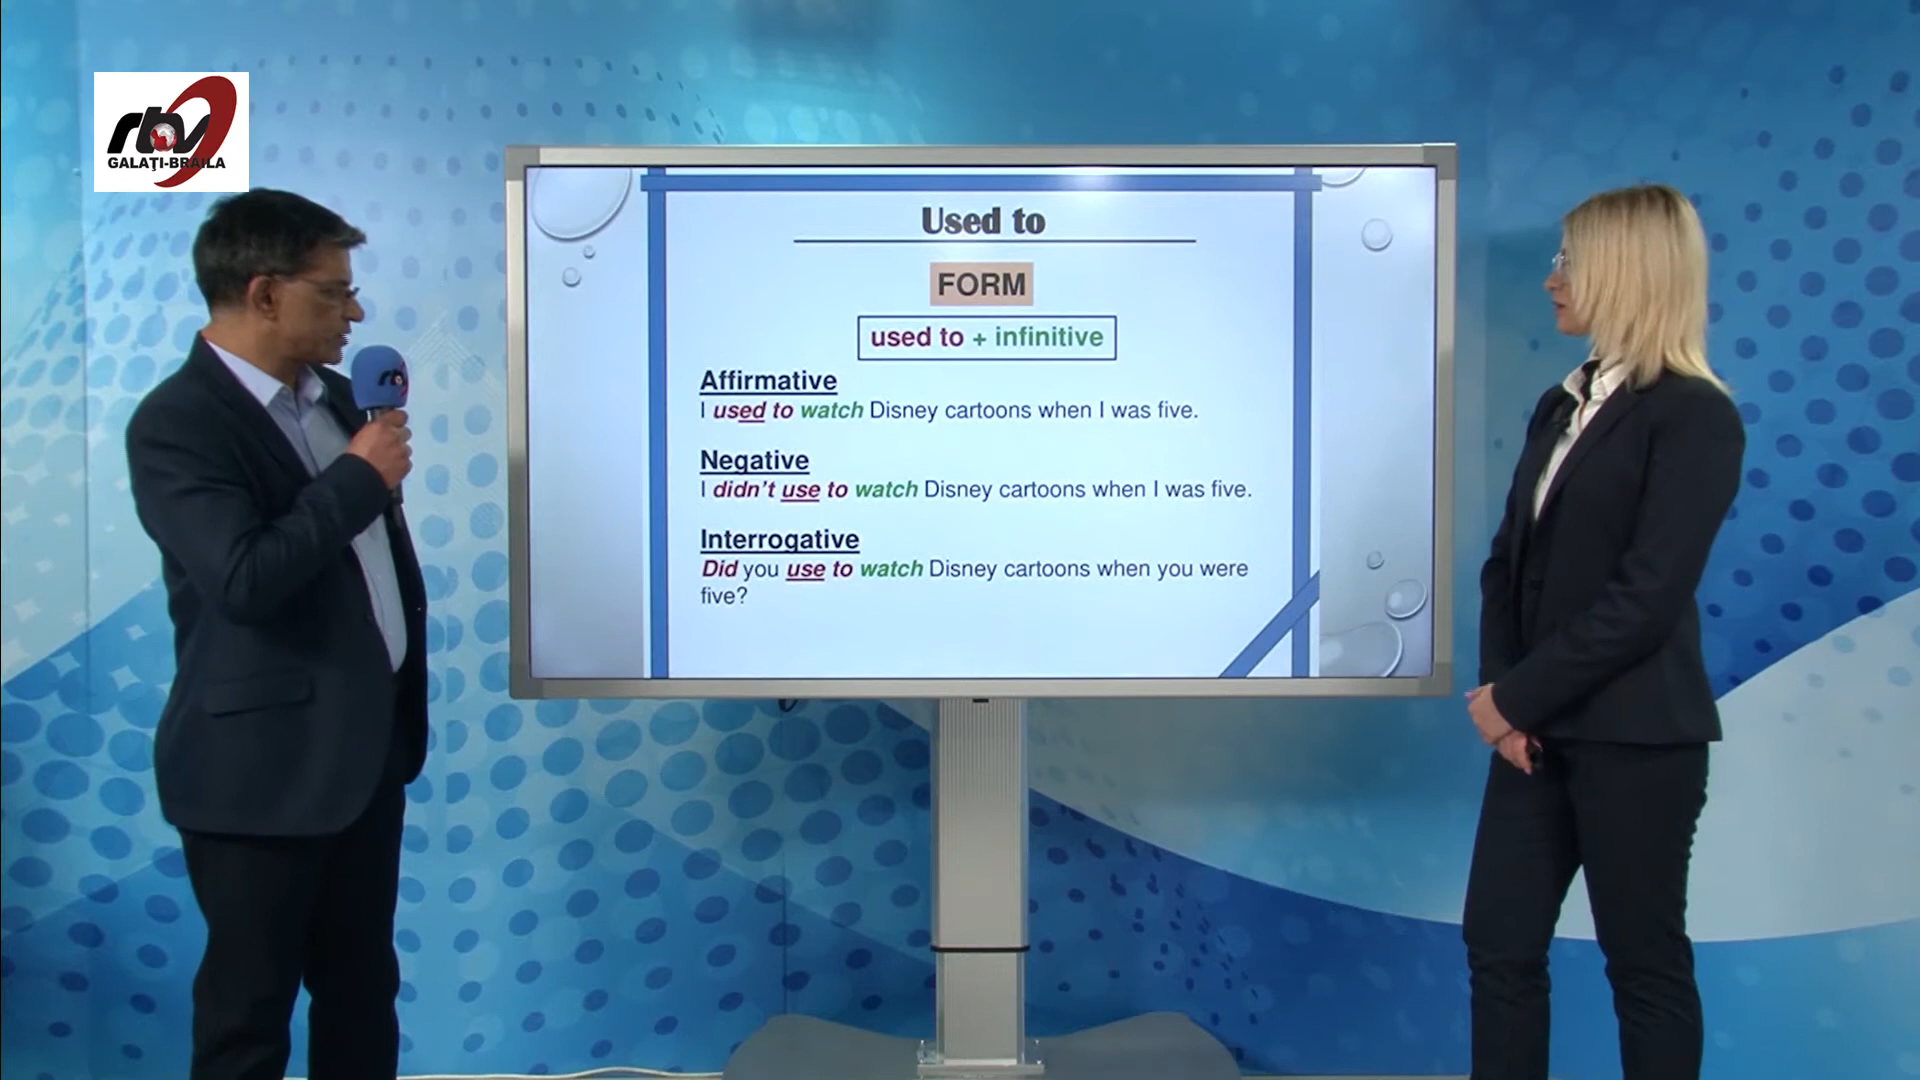 rtv
GALAŢI-BRĂILA
rtv
Used to
FORM
used to + infinitive
Affirmative
I used to watch Disney cartoons when I was five.
Negative
I didn't use to watch Disney cartoons when I was five.
Interrogative
Did you use to watch Disney cartoons when you were
five?